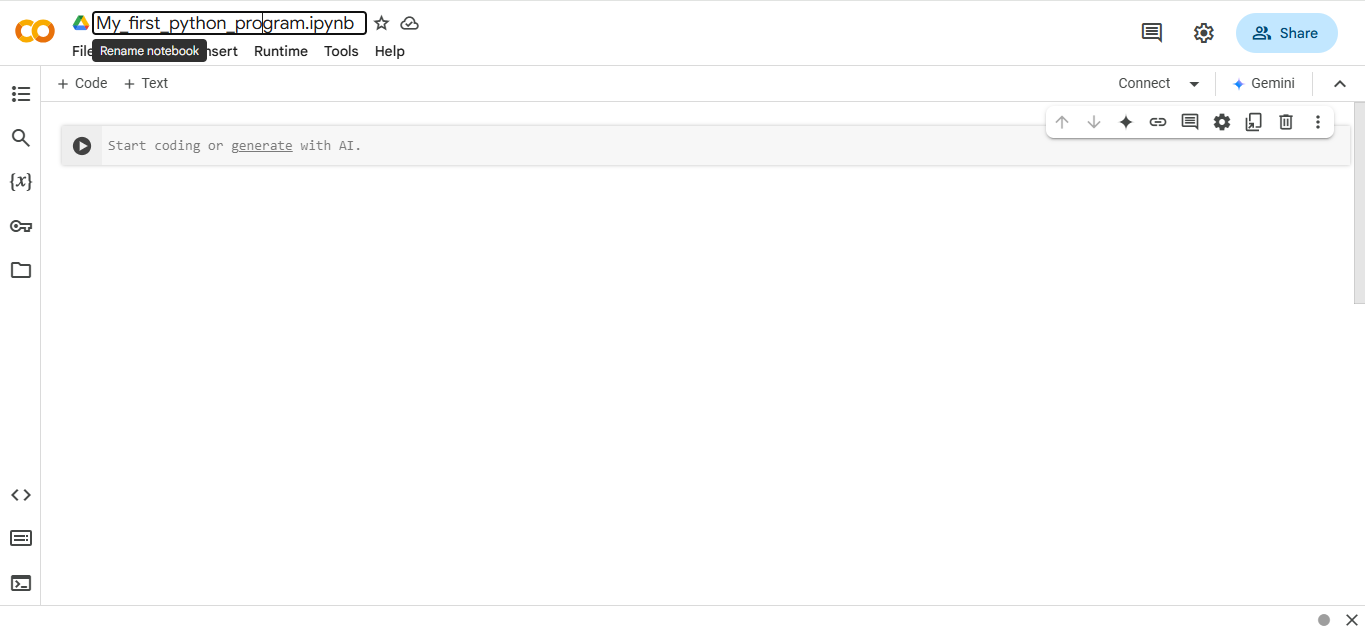 My_first_python_program.ipynb
File
nsert Runtime Tools Help
Rename notebook
+ Code + Text
Connect
Gemini
Share
{x}
Start coding or generate with AI.